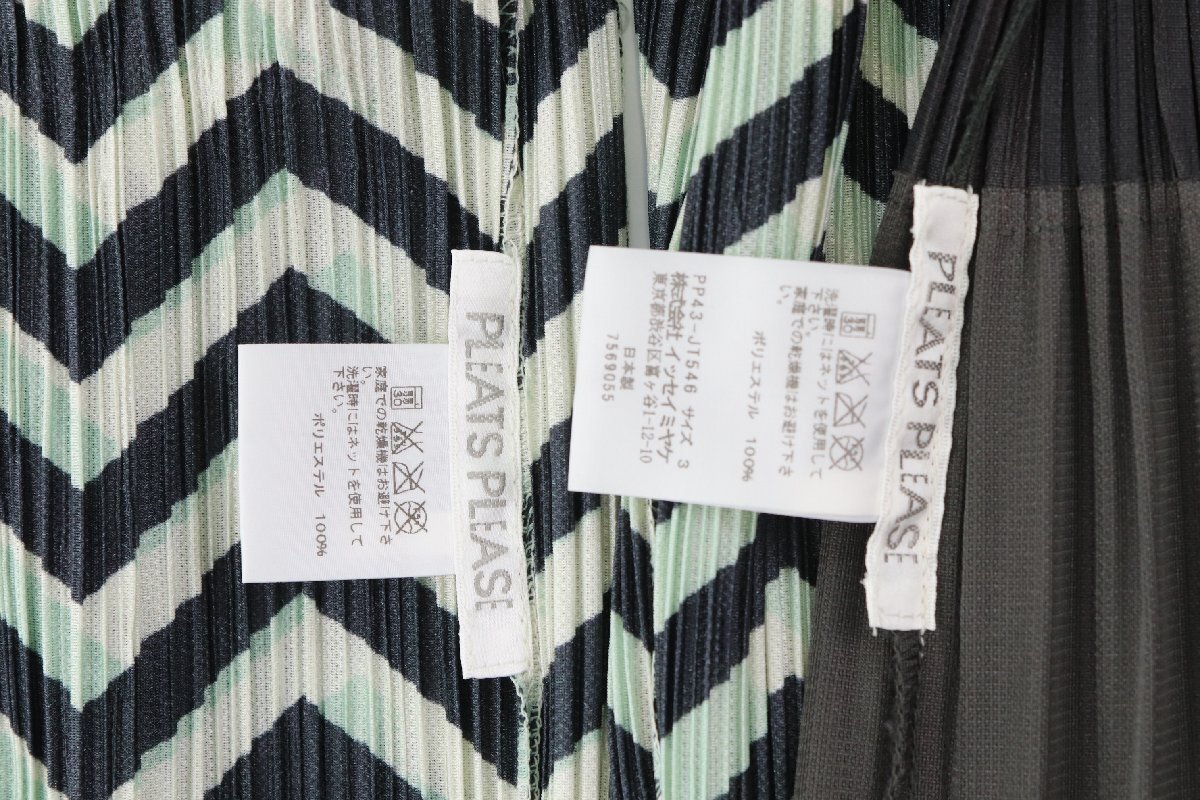 PLEATS PLEASE
家庭での乾燥機はお避け下さ
い。
洗濯時にはネットを使用して
下さい。
ポリエステル 100%
PLEATS PLEASE
洗濯時にはネットを使用して
下さい。
家庭での乾燥機はお避け下さ
い。
ポリエステル 100%
PP43-JT546 サイズ 3
株式会社 イッセイミヤケ
東京都渋谷区富ヶ谷1-12-10
日本製
7569055